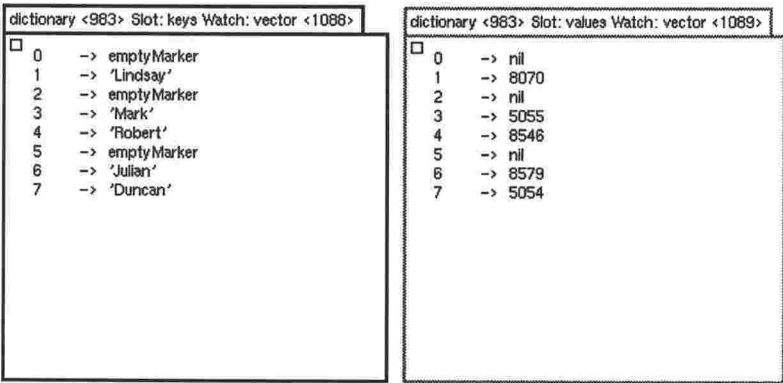 dictionary <983> Slot: keys Watch: vector <1088>
0 -> emptyMarker
1 -> 'Lindsay'
2 -> emptyMarker
3 -> 'Mark'
4 -> 'Robert'
5 -> emptyMarker
6 -> 'Julian'
7 -> 'Duncan'
dictionary <983> Slot: values Watch: vector <1089>
0 -> nil
1 -> 8070
2 -> nil
3 -> 5055
4 -> 8546
5 -> nil
6 -> 8579
7 -> 5054